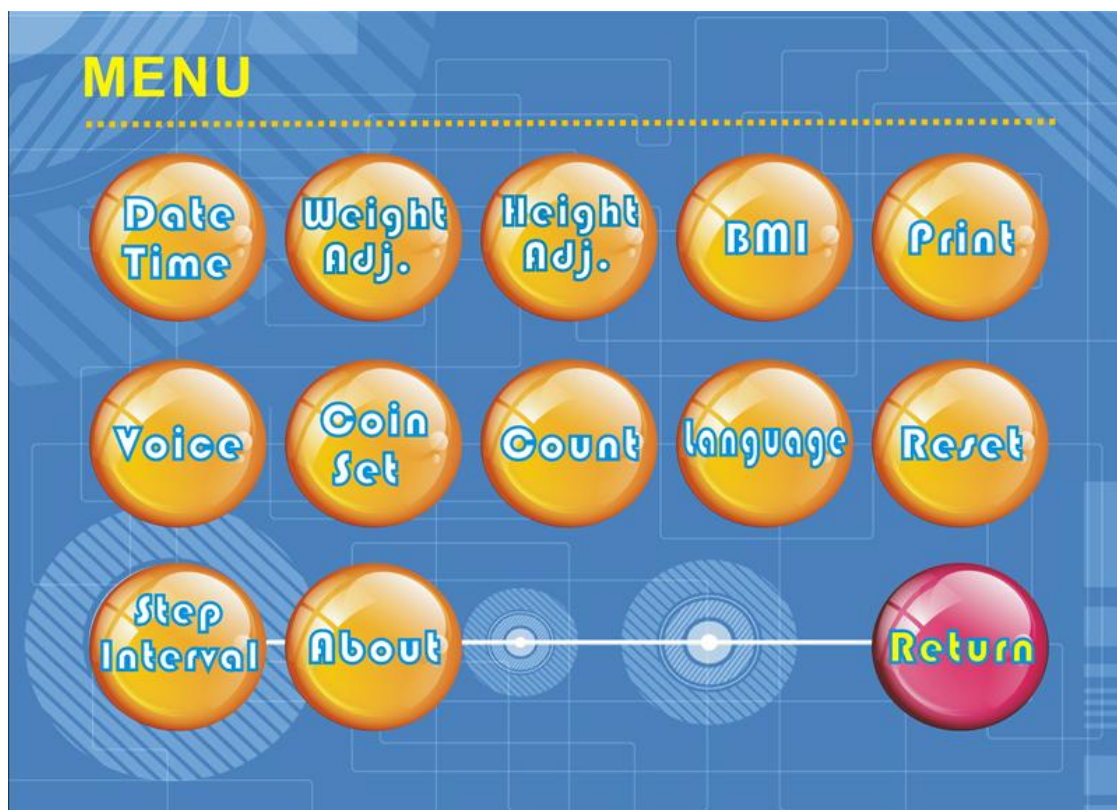 MENU
Date
Time
Weight
Adj.
Height
Adj.
BMI
Print
Voice
Coin
Set
Count
Language
Reset
Step
Interval
About
Return